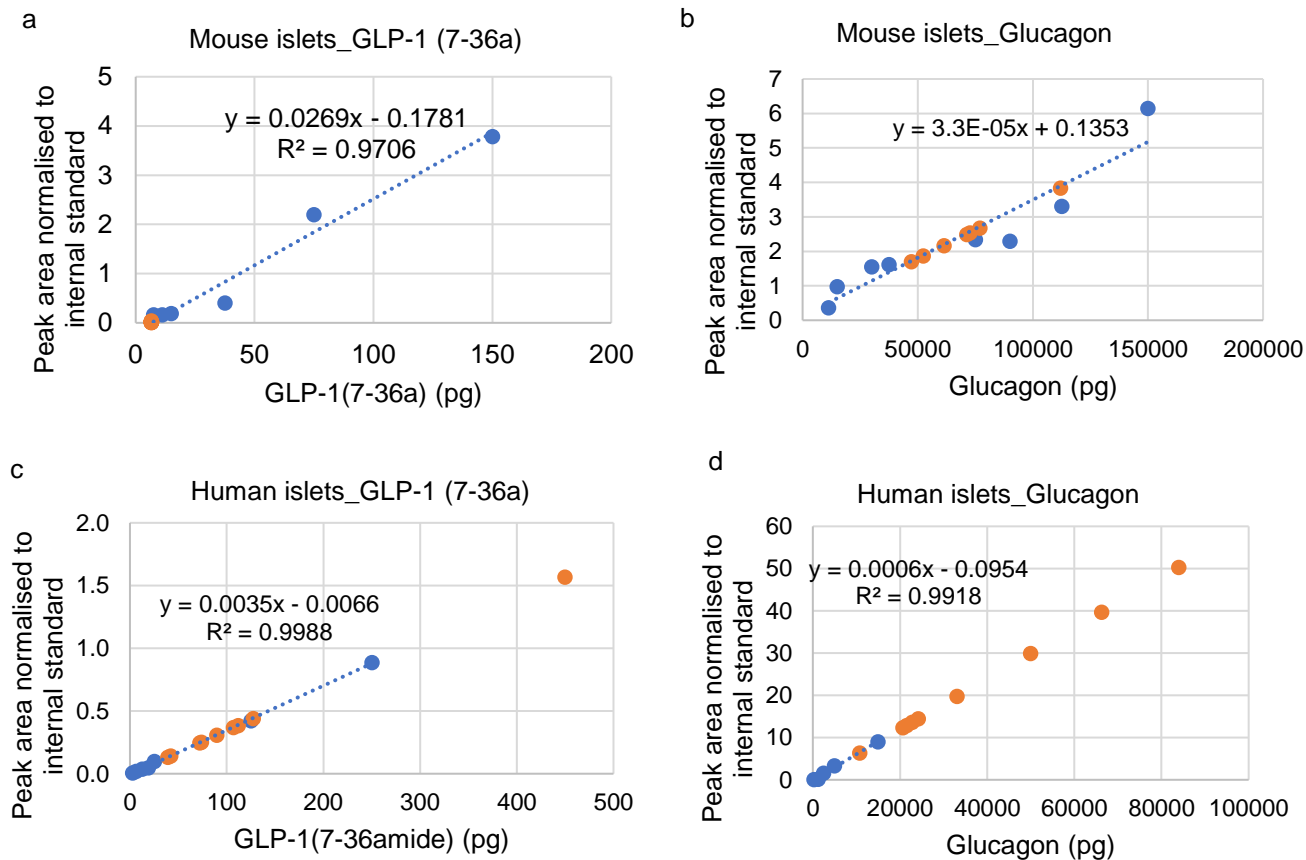 a
Mouse islets_GLP-1 (7-36a)
Peak area normalised to
internal standard
5
4
3
2
1
0
y = 0.0269x - 0.1781
R² = 0.9706
0 50 100 150 200
GLP-1(7-36a) (pg)
b
Mouse islets_Glucagon
Peak area normalised to
internal standard
7
6
5
4
3
2
1
0
y = 3.3E-05x + 0.1353
0 50000 100000 150000 200000
Glucagon (pg)
c
Human islets_GLP-1 (7-36a)
Peak area normalised to
internal standard
2.0
1.5
1.0
0.5
0.0
y = 0.0035x - 0.0066
R² = 0.9988
0 100 200 300 400 500
GLP-1(7-36amide) (pg)
d
Human islets_Glucagon
Peak area normalised to
internal standard
60
50
40
30
20
10
0
y = 0.0006x - 0.0954
R² = 0.9918
0 20000 40000 60000 80000 100000
Glucagon (pg)